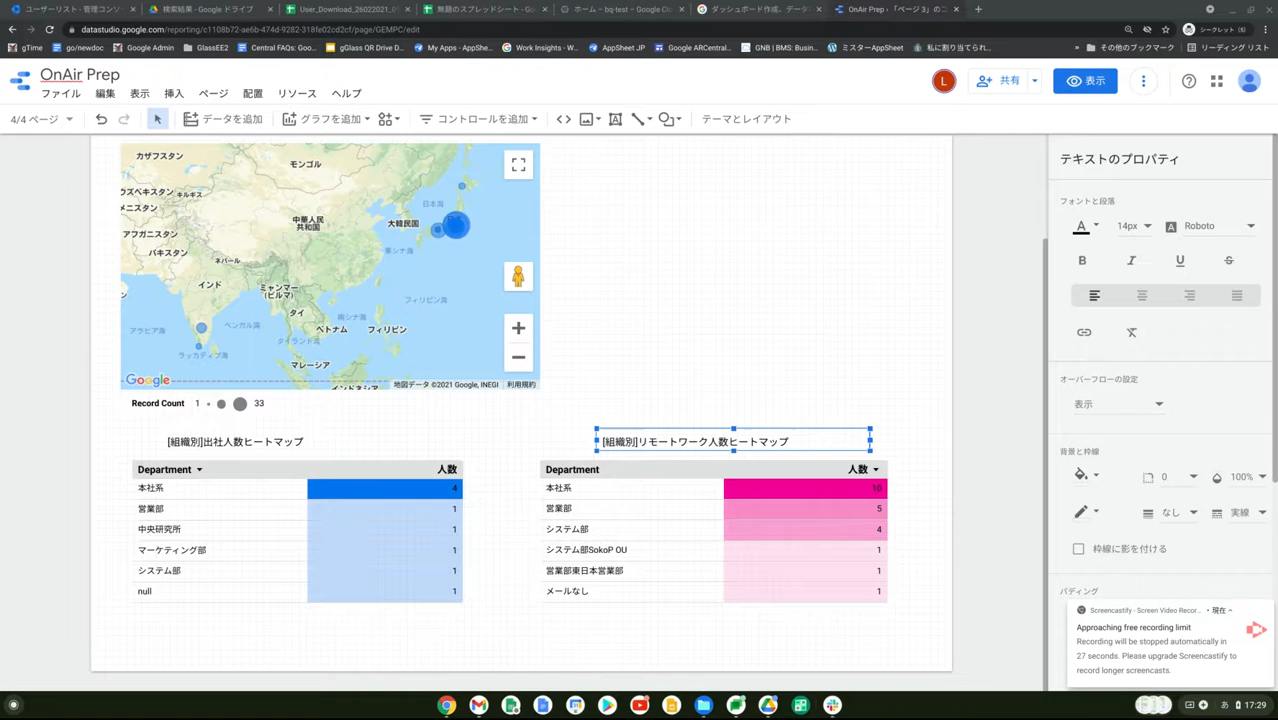 ユーザーリスト - 管理コンソ
検索結果 - Google ドライブ
User_Download_26022021_0
無題のスプレッドシート - Go
ホーム – bq-test – Google Clo
ダッシュボード作成、データ
OnAir Prep › 「ページ 3」のコ
datastudio.google.com/reporting/c1108b72-ae6b-474d-9282-318fe02cd2cf/page/GEMPC/edit
シークレット (5)
gTime
go/newdoc
Google Admin
GlassEE2
Central FAQs: Goog...
gGlass QR Drive D...
My Apps - AppShe...
AppSheet JP
Google ARCentral...
Work Insights - W...
GNB | BMS: Busin...
ミスターAppSheet
私に割り当てられ...
»
その他のブックマーク
リーディング リスト
OnAir Prep
ファイル 編集 表示 挿入 ページ 配置 リソース ヘルプ
L
共有
表示
4/4 ページ
データを追加
グラフを追加
コントロールを追加
テーマとレイアウト
カザフスタン
モンゴル
ウズベキスタン
キルギス
日本海
中華人民
共和国
大韓民国
アフガニスタン
東シナ海
パキスタン
ネパール
インド
ミャンマー
(ビルマ)
フィリピン海
アラビア海
ベンガル湾
タイ
南シナ海
ベトナム
フィリピン
タイランド湾
ラッカディブ海
マレーシア
Google
地図データ ©2021 Google, INEGI
利用規約
インドネシア
Record Count 1 33
[組織別]出社人数ヒートマップ
Department 人数
本社系 4
営業部 1
中央研究所 1
マーケティング部 1
システム部 1
null 1
[組織別]リモートワーク人数ヒートマップ
Department 人数
本社系 10
営業部 5
システム部 4
システム部SokoP OU 1
営業部東日本営業部 1
メールなし 1
テキストのプロパティ
フォントと段落
A 14px Roboto
B I U S
オーバーフローの設定
表示
背景と枠線
0 100%
なし 実線
枠線に影を付ける
パディング
Screencastify - Screen Video Recor... • 現在
Approaching free recording limit
Recording will be stopped automatically in
27 seconds. Please upgrade Screencastify to
record longer screencasts.
あ 17:29